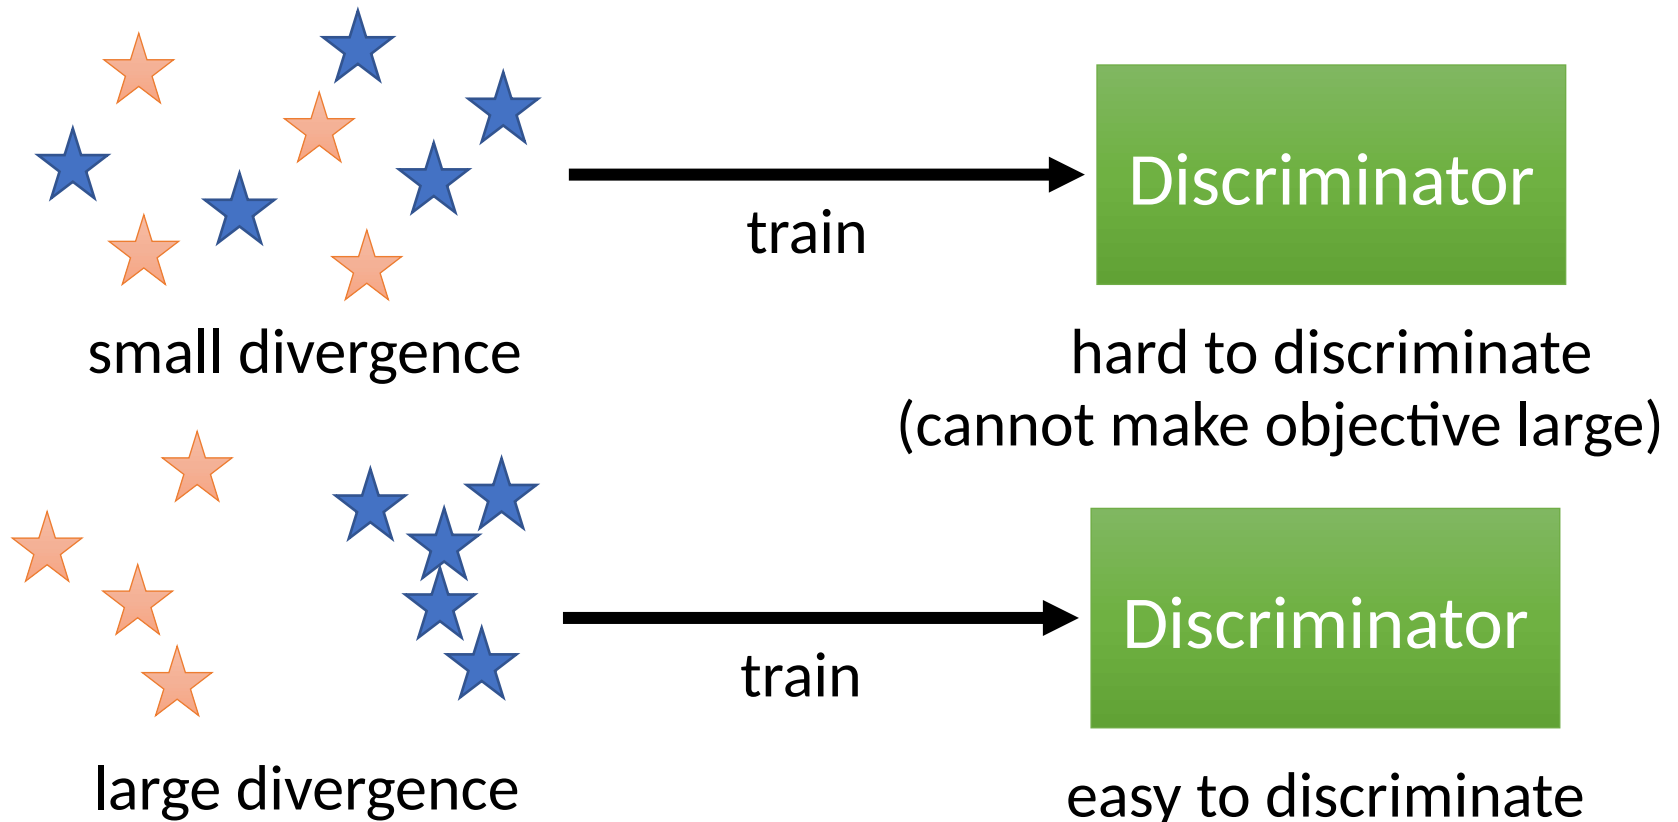 Discriminator
train
small divergence
hard to discriminate
(cannot make objective large)
Discriminator
train
large divergence
easy to discriminate